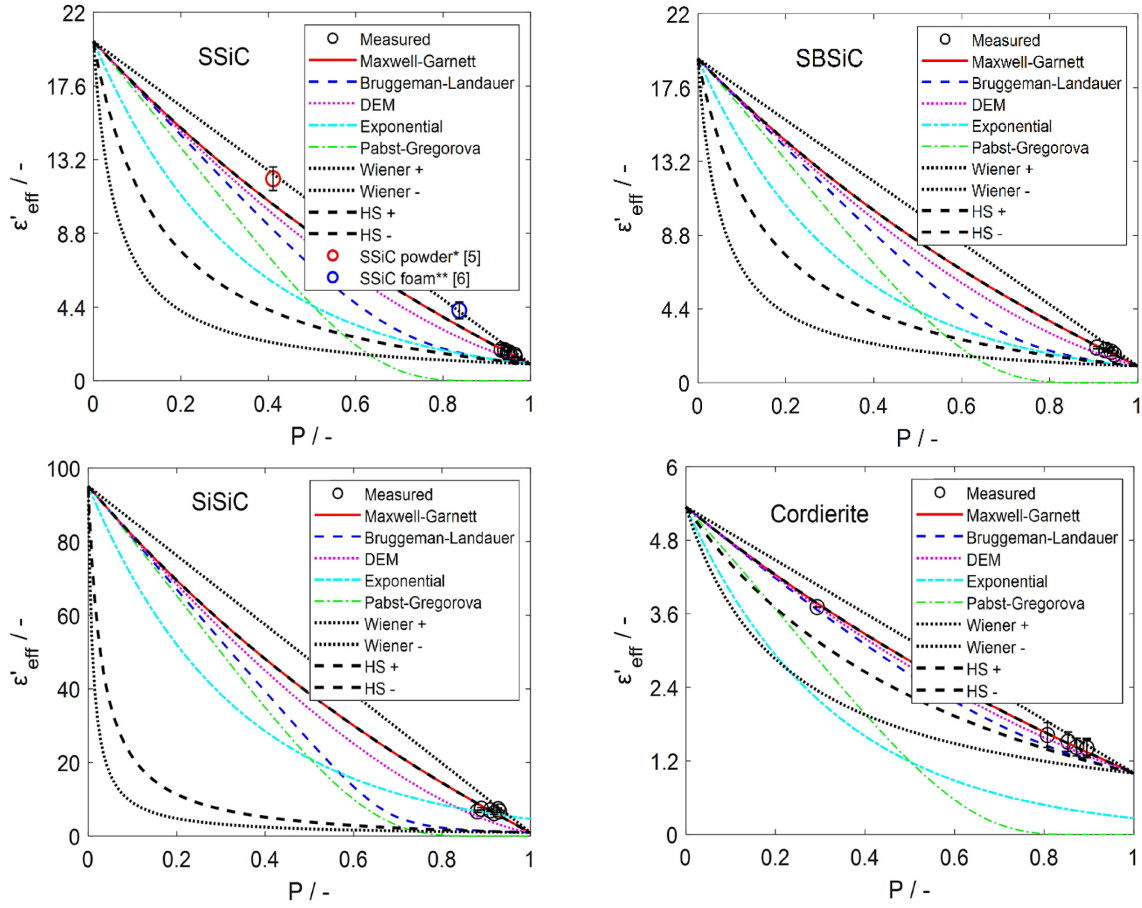 SSiC
22
17.6
13.2
8.8
4.4
0
ε'eff / -
0 0.2 0.4 0.6 0.8 1
P / -
Measured
Maxwell-Garnett
Bruggeman-Landauer
DEM
Exponential
Pabst-Gregorova
Wiener +
Wiener -
HS +
HS -
SSiC powder* [5]
SSiC foam** [6]
SBSiC
22
17.6
13.2
8.8
4.4
0
ε'eff / -
0 0.2 0.4 0.6 0.8 1
P / -
Measured
Maxwell-Garnett
Bruggeman-Landauer
DEM
Exponential
Pabst-Gregorova
Wiener +
Wiener -
HS +
HS -
SiSiC
100
80
60
40
20
0
ε'eff / -
0 0.2 0.4 0.6 0.8 1
P / -
Measured
Maxwell-Garnett
Bruggeman-Landauer
DEM
Exponential
Pabst-Gregorova
Wiener +
Wiener -
HS +
HS -
Cordierite
6
4.8
3.6
2.4
1.2
0
ε'eff / -
0 0.2 0.4 0.6 0.8 1
P / -
Measured
Maxwell-Garnett
Bruggeman-Landauer
DEM
Exponential
Pabst-Gregorova
Wiener +
Wiener -
HS +
HS -